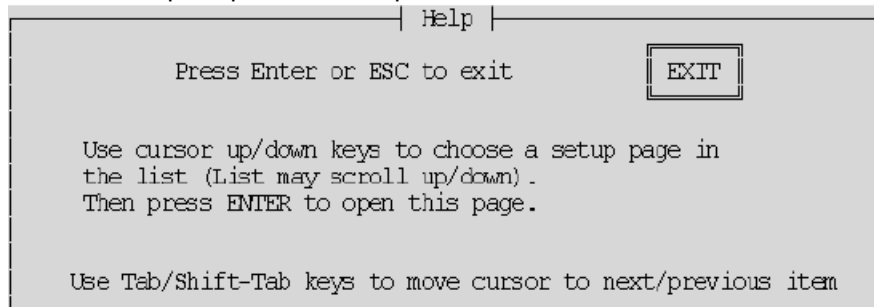 Help
Press Enter or ESC to exit EXIT
Use cursor up/down keys to choose a setup page in
the list (List may scroll up/down).
Then press ENTER to open this page.
Use Tab/Shift-Tab keys to move cursor to next/previous item